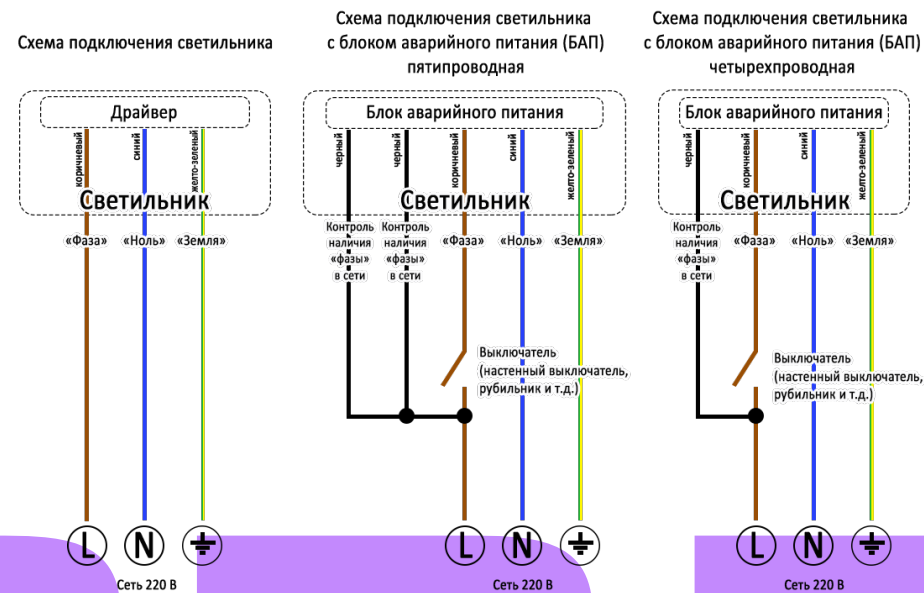 Схема подключения светильника
Драйвер
коричневый
синий
желто-зеленый
Светильник
«Фаза» «Ноль» «Земля»
L N
Сеть 220 В
Схема подключения светильника
с блоком аварийного питания (БАП)
пятипроводная
Блок аварийного питания
черный
черный
коричневый
синий
желто-зеленый
Светильник
Контроль
наличия
«фазы»
в сети
Контроль
наличия
«фазы»
в сети
«Фаза» «Ноль» «Земля»
Выключатель
(настенный выключатель,
рубильник и т.д.)
L N
Сеть 220 В
Схема подключения светильника
с блоком аварийного питания (БАП)
четырехпроводная
Блок аварийного питания
черный
коричневый
синий
желто-зеленый
Светильник
Контроль
наличия
«фазы»
в сети
«Фаза» «Ноль» «Земля»
Выключатель
(настенный выключатель,
рубильник и т.д.)
L N
Сеть 220 В